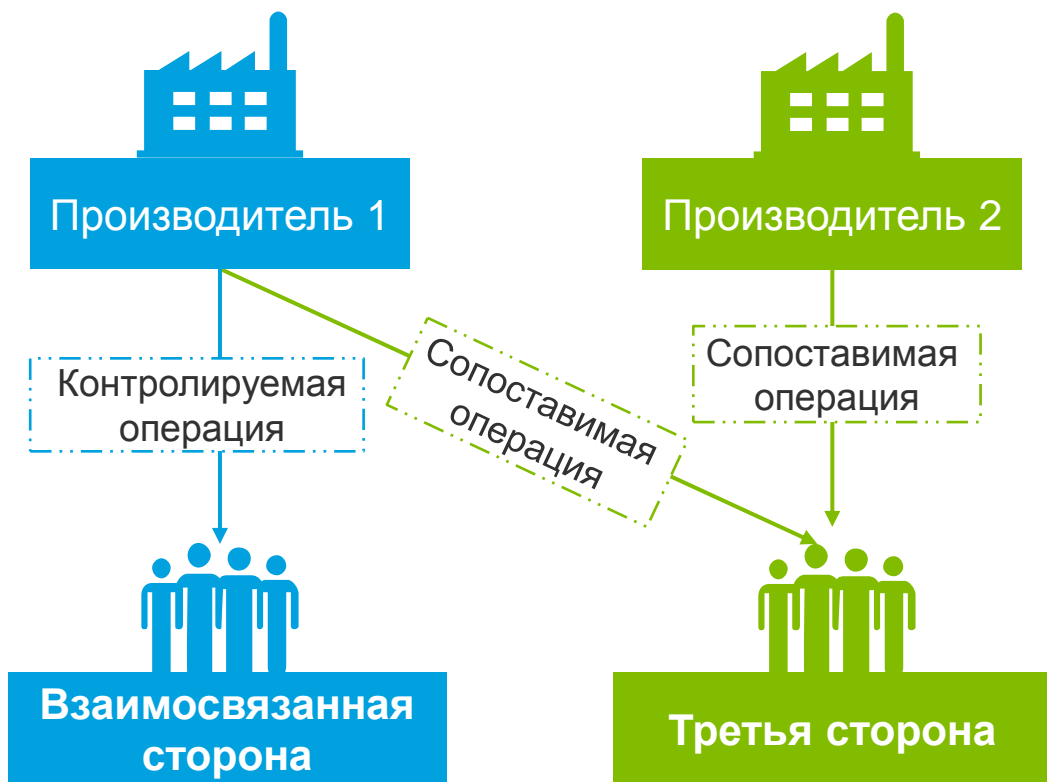 Производитель 1
Производитель 2
Контролируемая
операция
Сопоставимая
операция
Сопоставимая
операция
Взаимосвязанная
сторона
Третья сторона